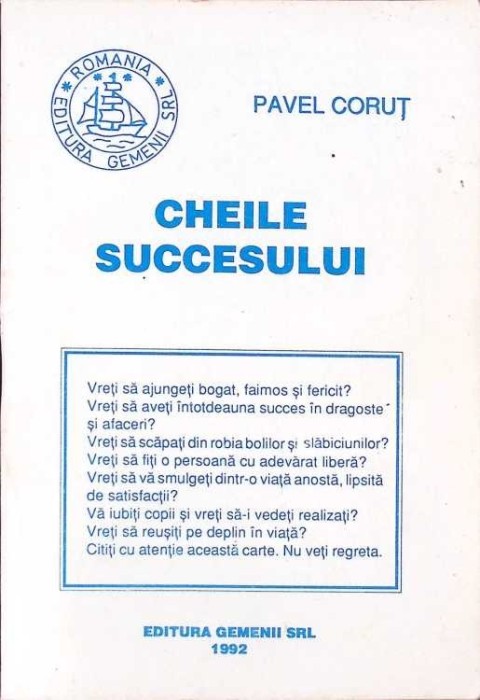 ROMANIA
EDITURA GEMENII SRL
PAVEL CORUȚ
CHEILE
SUCCESULUI
Vreți să ajungeți bogat, faimos și fericit?
Vreți să aveți întotdeauna succes în dragoste
și afaceri?
Vreți să scăpați din robia bolilor și slăbiciunilor?
Vreți să fiți o persoană cu adevărat liberă?
Vreți să vă smulgeți dintr-o viață anostă, lipsită
de satisfacții?
Vă iubiți copii și vreți să-i vedeți realizați?
Vreți să reușiți pe deplin în viață?
Citiți cu atenție această carte. Nu veți regreta.
EDITURA GEMENII SRL
1992